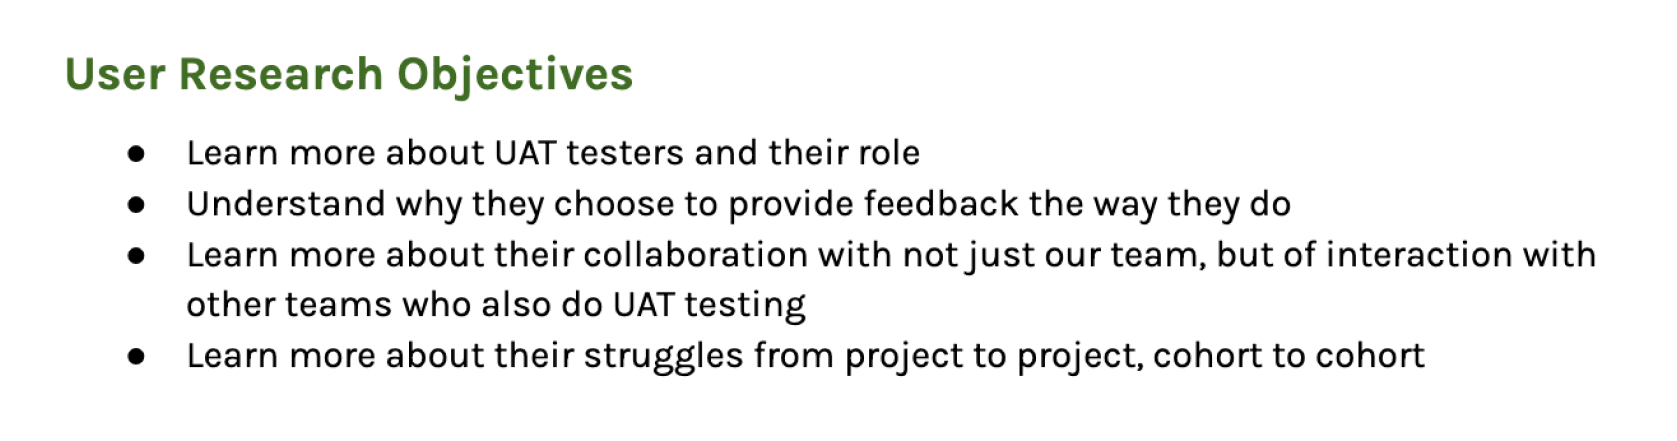 User Research Objectives
● Learn more about UAT testers and their role
● Understand why they choose to provide feedback the way they do
● Learn more about their collaboration with not just our team, but of interaction with
other teams who also do UAT testing
● Learn more about their struggles from project to project, cohort to cohort